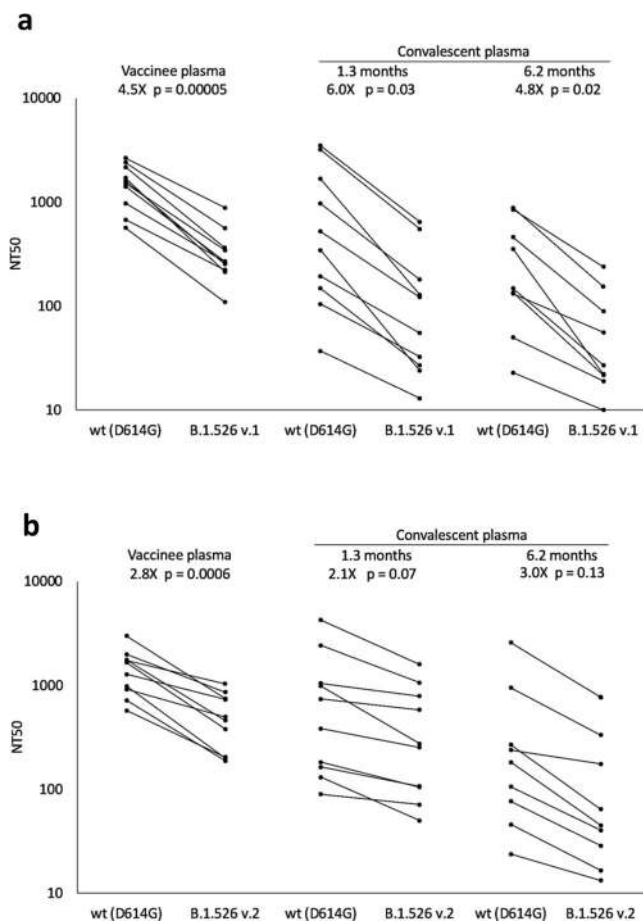 a
Convalescent plasma
Vaccinee plasma 1.3 months 6.2 months
4.5X p = 0.00005 6.0X p = 0.03 4.8X p = 0.02
10000
1000
NT50
100
10
wt (D614G) B.1.526 v.1 wt (D614G) B.1.526 v.1 wt (D614G) B.1.526 v.1
b
Convalescent plasma
Vaccinee plasma 1.3 months 6.2 months
2.8X p = 0.0006 2.1X p = 0.07 3.0X p = 0.13
10000
1000
NT50
100
10
wt (D614G) B.1.526 v.2 wt (D614G) B.1.526 v.2 wt (D614G) B.1.526 v.2